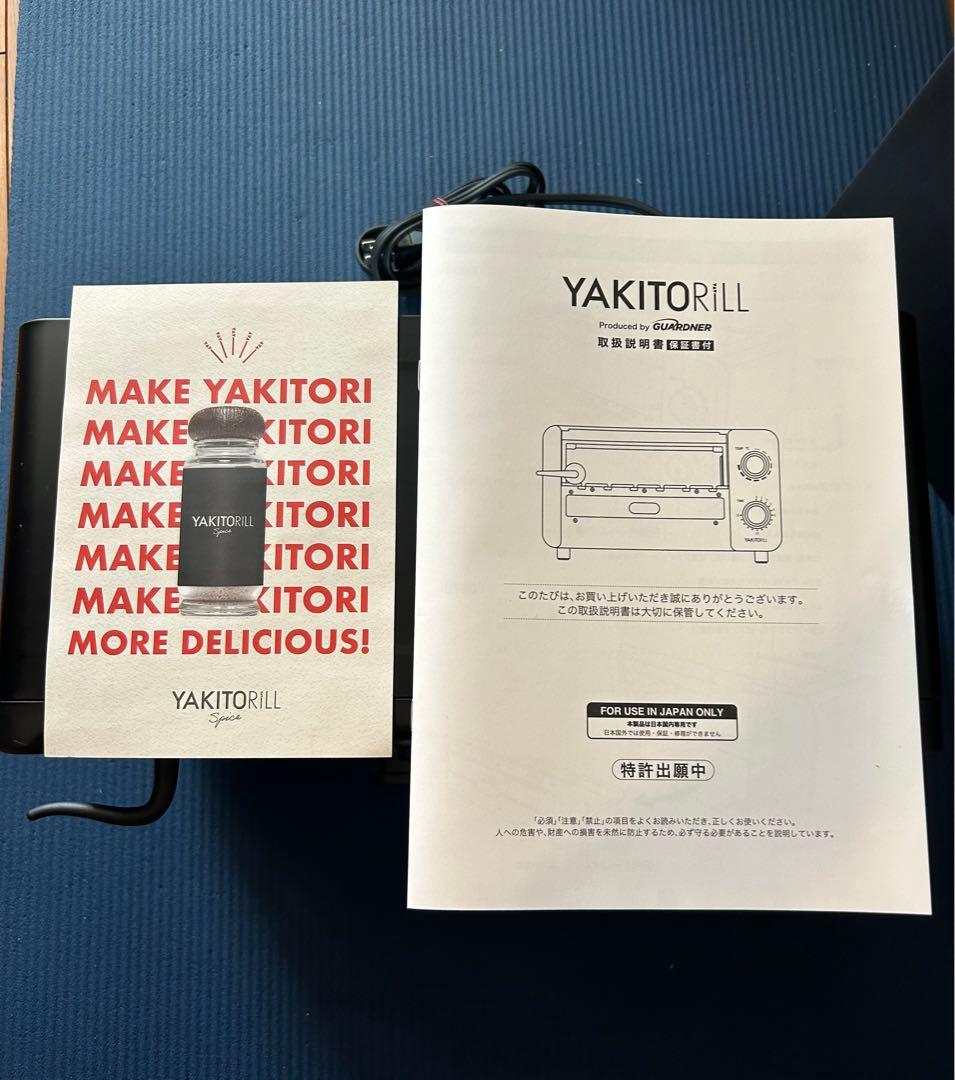 MAKE YAKITORI
MAKE KITORI
MAKE KITORI
MAKE KITORI
MAKE KITORI
MAKE KITORI
MORE DELICIOUS!
YAKITORILL
Spice
YAKITORiLL
Spice
YAKITORiLL
Produced by GUARDNER
取扱説明書 保証書付
TEMP ℃
TIME
YAKITORiLL
このたびは、お買い上げいただき誠にありがとうございます。
この取扱説明書は大切に保管してください。
FOR USE IN JAPAN ONLY
本製品は日本国内専用です
日本国外では使用・保証・修理ができません
特許出願中
「必須」「注意」「禁止」の項目をよくお読みいただき、正しくお使いください。
人への危害や、財産への損害を未然に防止するため、必ず守る必要があることを説明しています。